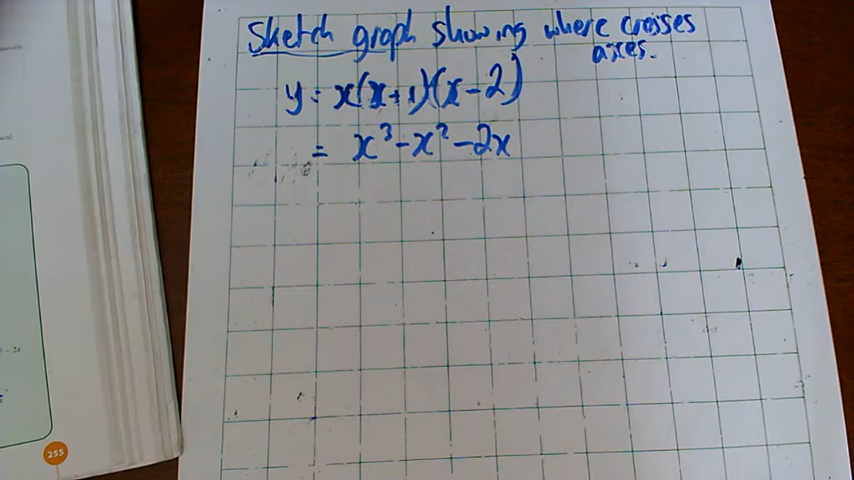 Sketch graph showing where crosses
axes.
y = x(x+1)(x-2)
= x³-x²-2x
255